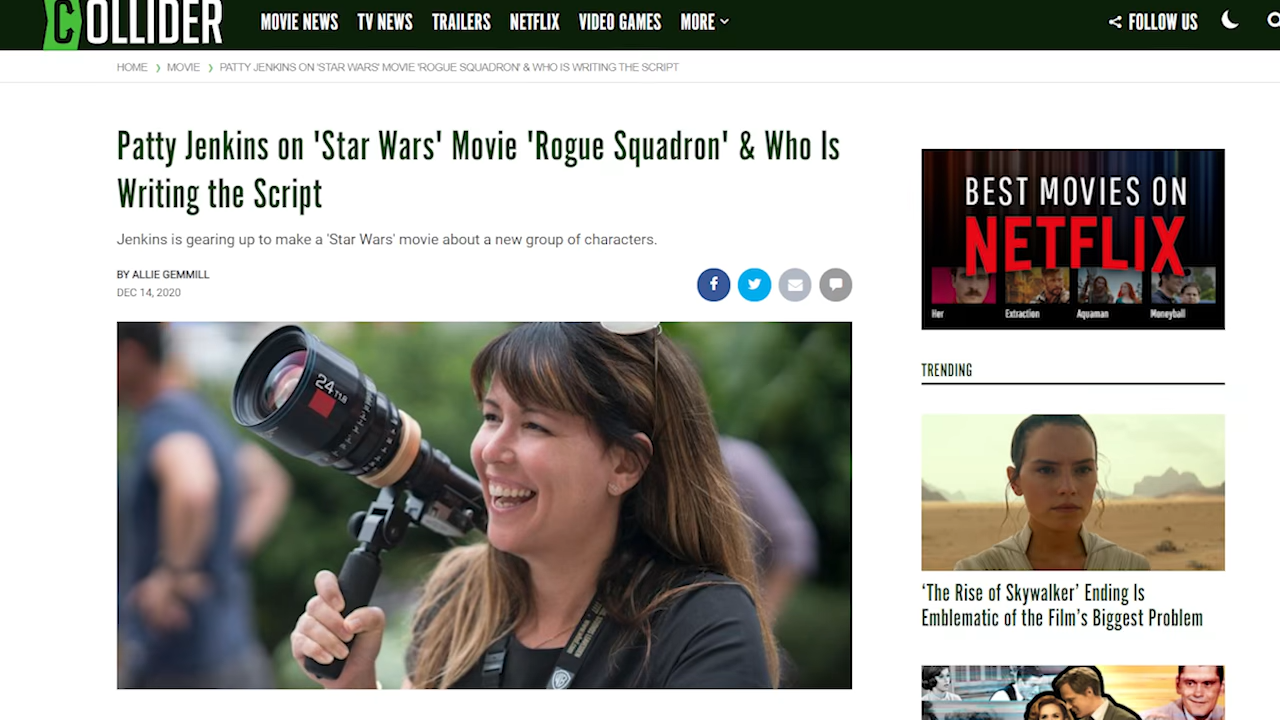 COLLIDER
MOVIE NEWS TV NEWS TRAILERS NETFLIX VIDEO GAMES MORE
FOLLOW US
HOME > MOVIE > PATTY JENKINS ON 'STAR WARS' MOVIE 'ROGUE SQUADRON' & WHO IS WRITING THE SCRIPT
Patty Jenkins on 'Star Wars' Movie 'Rogue Squadron' & Who Is
Writing the Script
Jenkins is gearing up to make a 'Star Wars' movie about a new group of characters.
BY ALLIE GEMMILL
DEC 14, 2020
24 T1.8
BEST MOVIES ON
NETFLIX
Her Extraction Aquaman Moneyball
TRENDING
‘The Rise of Skywalker’ Ending Is
Emblematic of the Film’s Biggest Problem